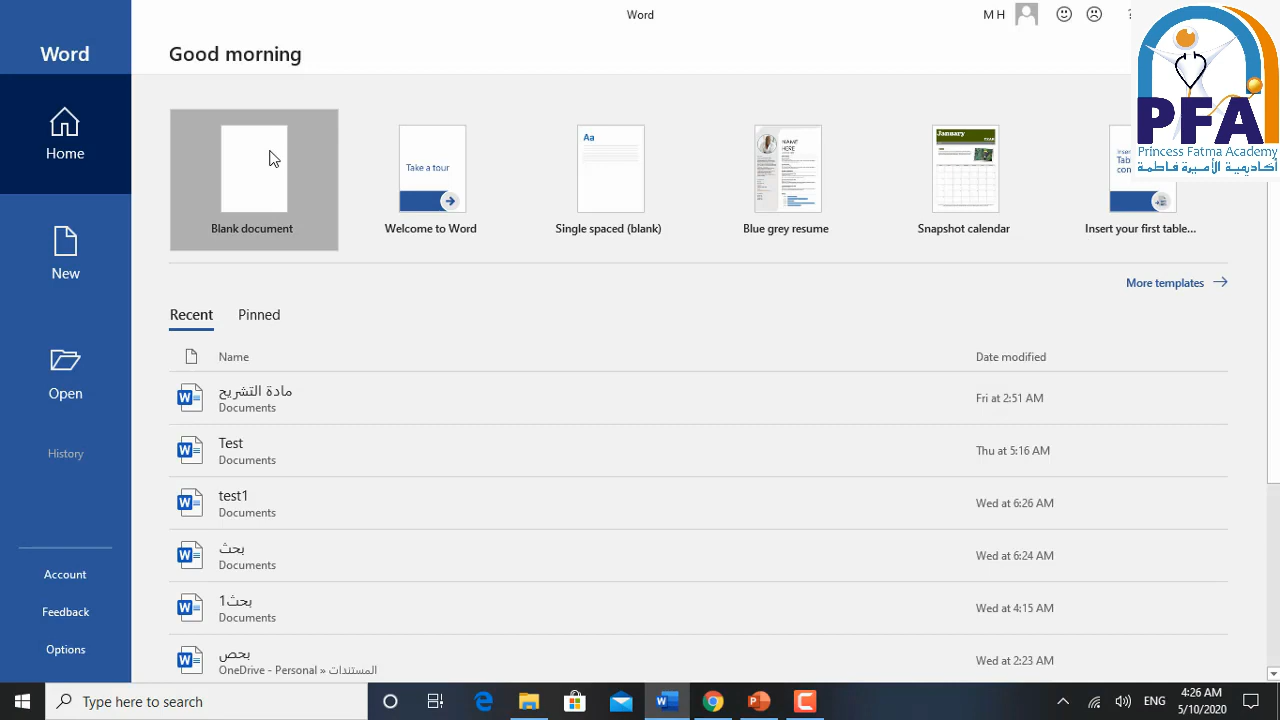 Word
M H
Word
Good morning
PFA
Princess Fatma Academy
أكاديمية الأميرة فاطمة
Home
New
Open
History
Account
Feedback
Options
Take a tour
Aa
NAME
HERE
January
YEAR
Blank document
Welcome to Word
Single spaced (blank)
Blue grey resume
Snapshot calendar
Insert your first table...
More templates
Recent
Pinned
Name
Date modified
مادة التشريح
Documents
Fri at 2:51 AM
Test
Documents
Thu at 5:16 AM
test1
Documents
Wed at 6:26 AM
بحث
Documents
Wed at 6:24 AM
بحث1
Documents
Wed at 4:15 AM
بحص
OneDrive - Personal » المستندات
Wed at 2:23 AM
Type here to search
ENG
4:26 AM
5/10/2020